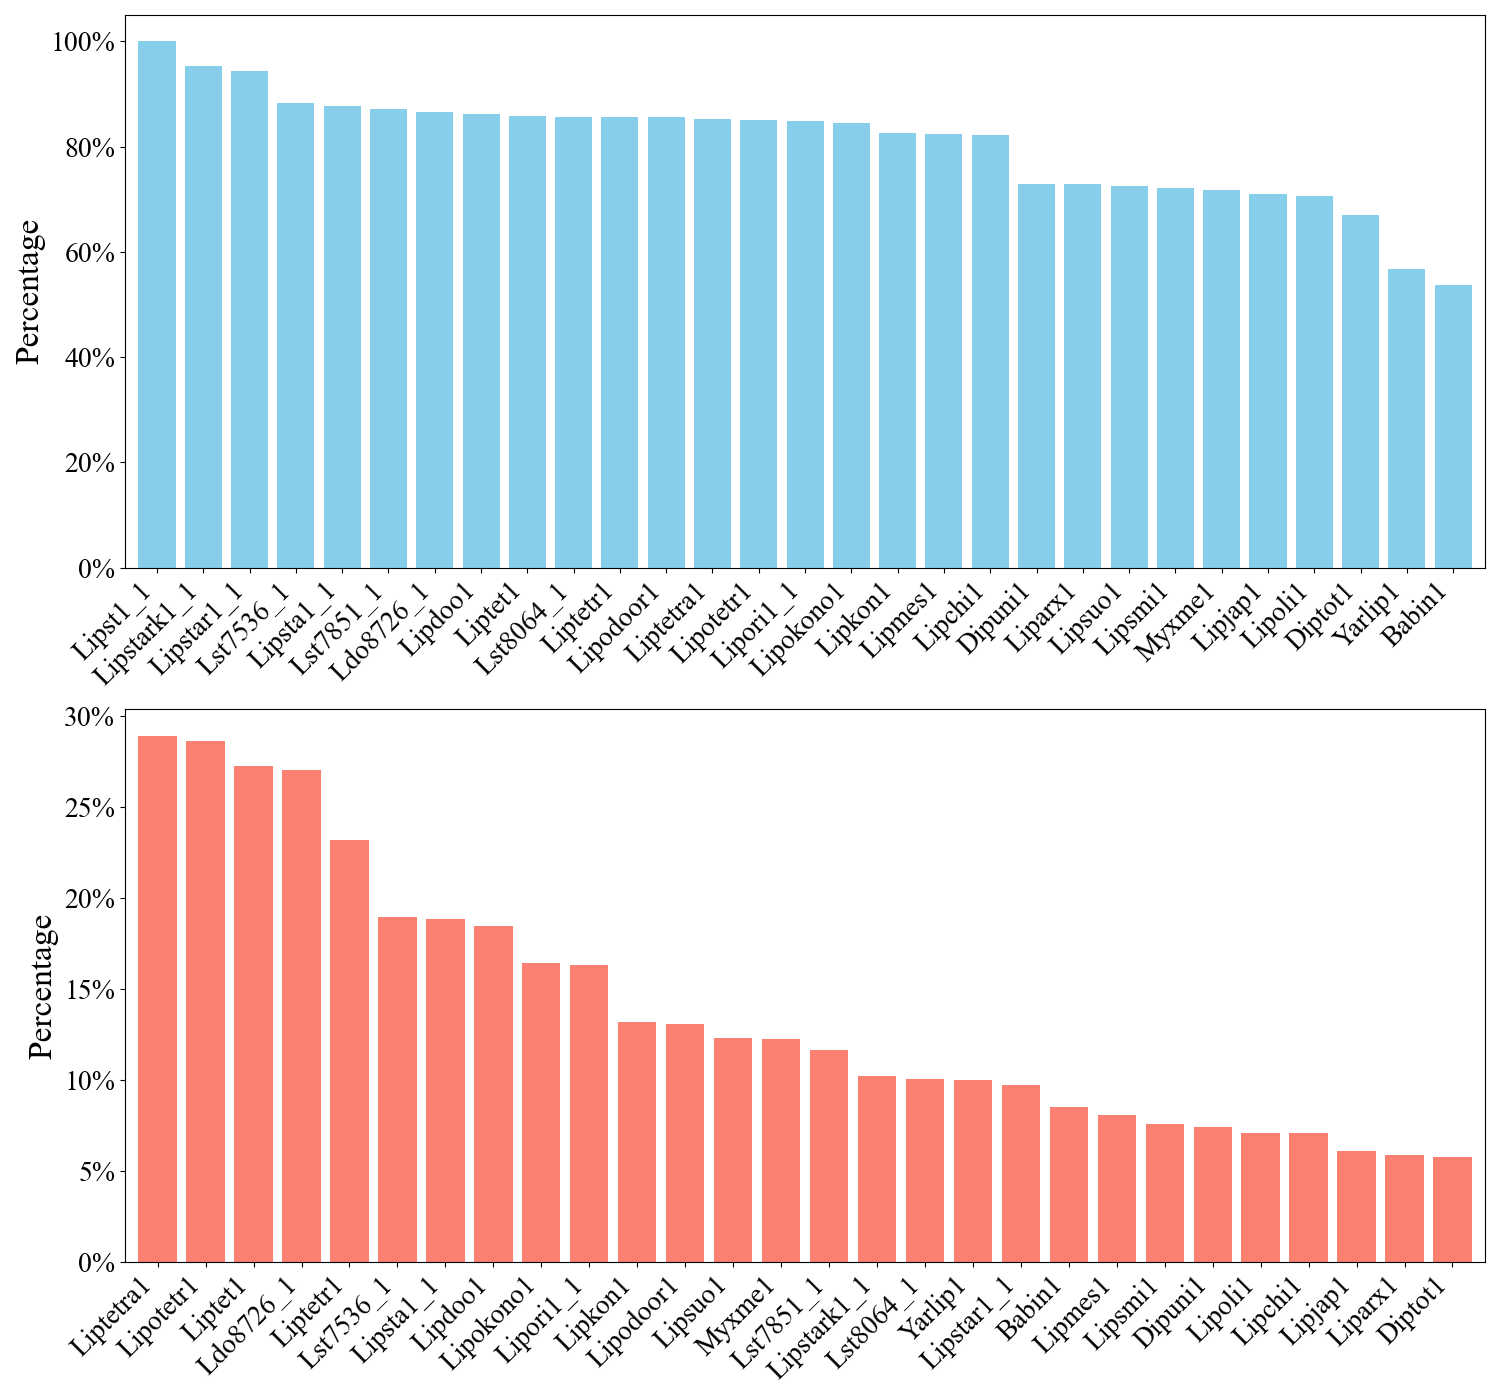 Percentage
100%
80%
60%
40%
20%
0%
Lipst1_1
Lipstark1_1
Lipstar1_1
Lst7536_1
Lipsta1_1
Lst7851_1
Ldo8726_1
Lipdoo1
Liptet1
Lst8064_1
Liptetr1
Lipodoor1
Liptetra1
Lipotetr1
Lipori1_1
Lipokono1
Lipkon1
Lipmes1
Lipchi1
Dipuni1
Liparx1
Lipsuo1
Lipsmi1
Myxme1
Lipjap1
Lipoli1
Diptot1
Yarlip1
Babin1
Percentage
30%
25%
20%
15%
10%
5%
0%
Liptetra1
Lipotetr1
Liptet1
Ldo8726_1
Liptetr1
Lst7536_1
Lipsta1_1
Lipdoo1
Lipokono1
Lipori1_1
Lipkon1
Lipodoor1
Lipsuo1
Myxme1
Lst7851_1
Lipstark1_1
Lst8064_1
Yarlip1
Lipstar1_1
Babin1
Lipmes1
Lipsmi1
Dipuni1
Lipoli1
Lipchi1
Lipjap1
Liparx1
Diptot1